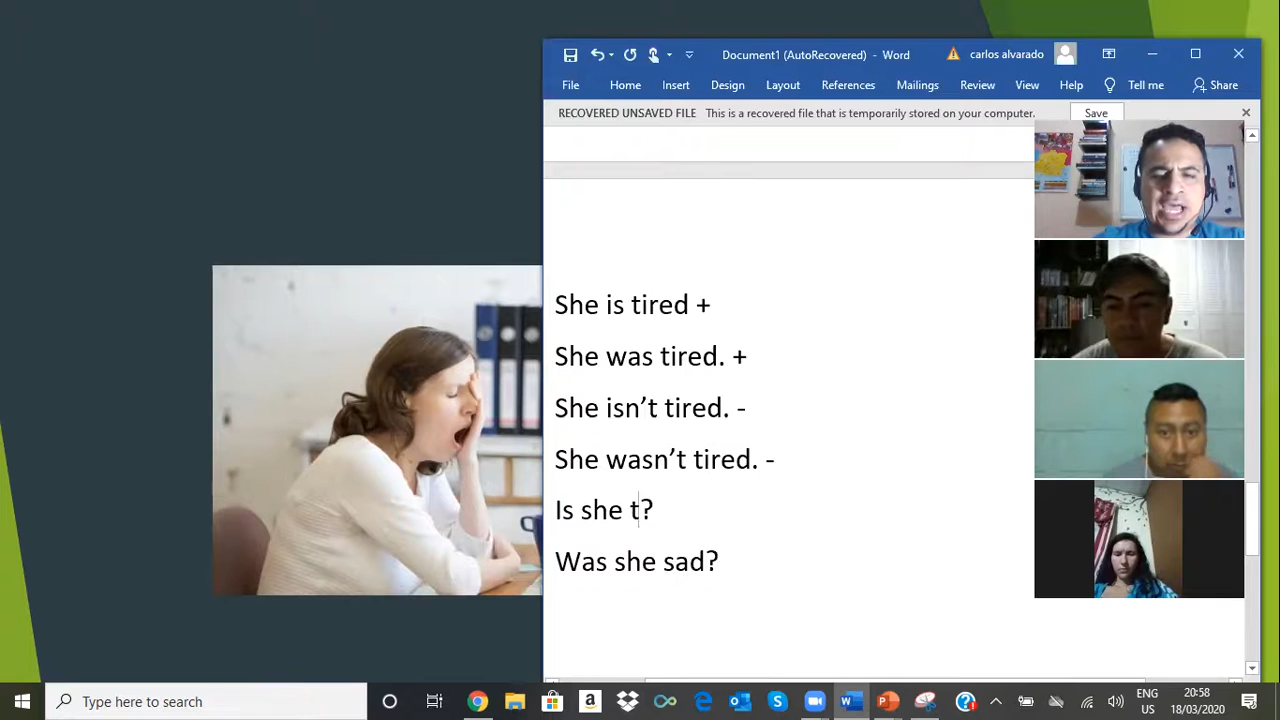 Document1 (AutoRecovered) - Word
carlos alvarado
File Home Insert Design Layout References Mailings Review View Help Tell me Share
RECOVERED UNSAVED FILE This is a recovered file that is temporarily stored on your computer. Save
She is tired +
She was tired. +
She isn’t tired. -
She wasn’t tired. -
Is she t?
Was she sad?
Type here to search
ENG 20:58
US 18/03/2020